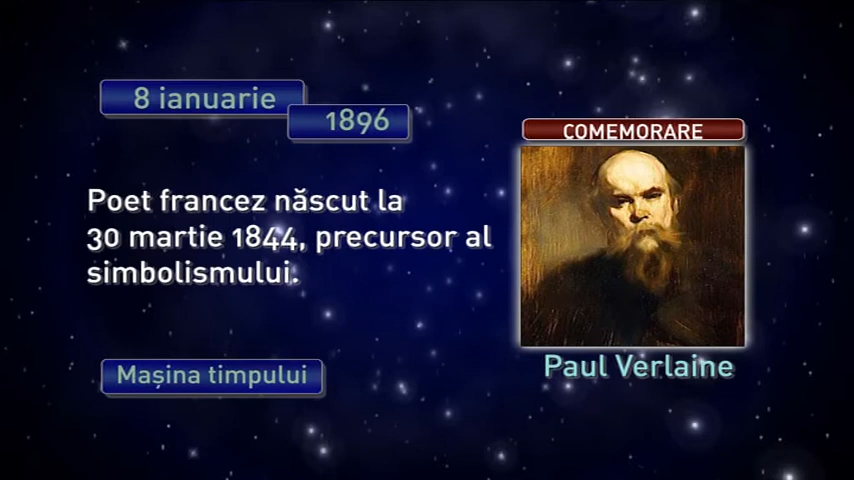 8 ianuarie
1896
COMEMORARE
Poet francez născut la
30 martie 1844, precursor al
simbolismului.
Paul Verlaine
Mașina timpului